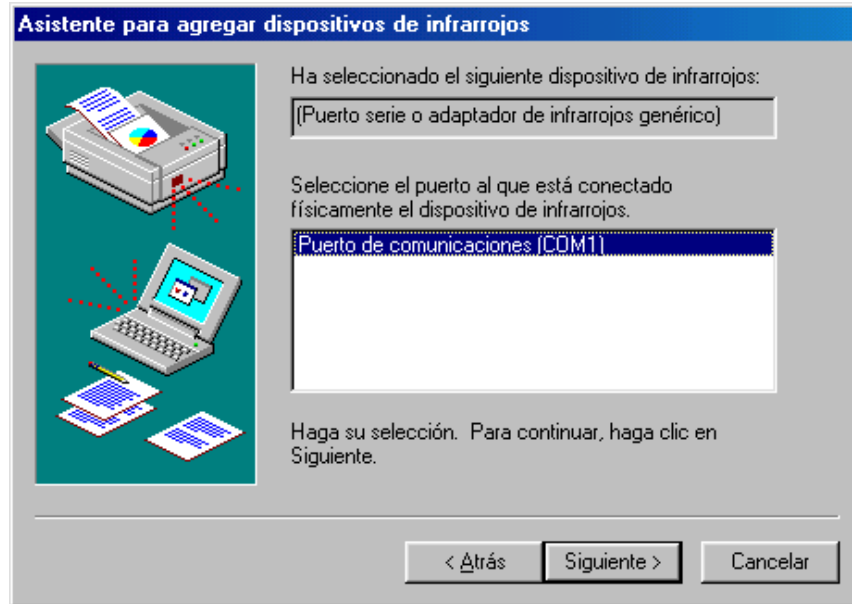 Asistente para agregar dispositivos de infrarrojos
Ha seleccionado el siguiente dispositivo de infrarrojos:
(Puerto serie o adaptador de infrarrojos genérico)
Seleccione el puerto al que está conectado
físicamente el dispositivo de infrarrojos.
Puerto de comunicaciones (COM1)
Haga su selección. Para continuar, haga clic en
Siguiente.
< Atrás
Siguiente >
Cancelar